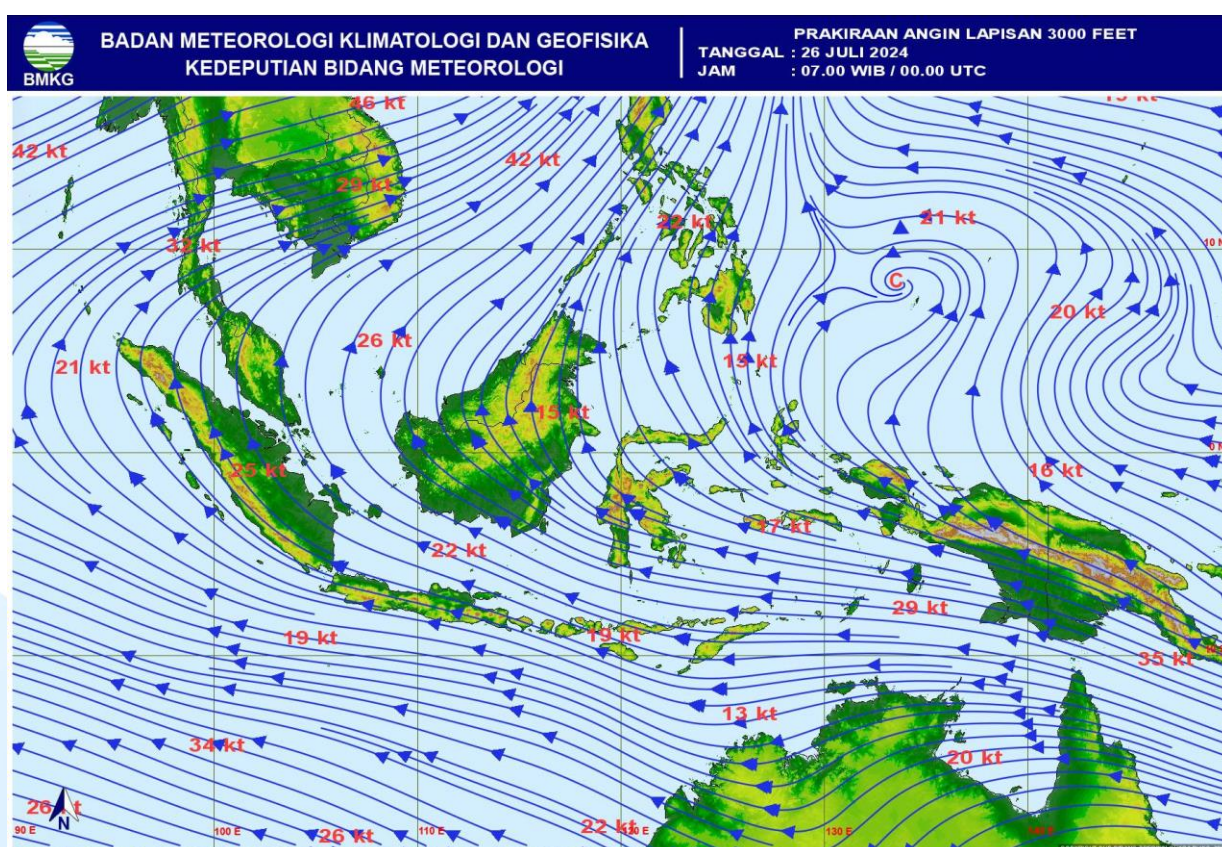 BMKG
BADAN METEOROLOGI KLIMATOLOGI DAN GEOFISIKA
KEDEPUTIAN BIDANG METEOROLOGI
PRAKIRAAN ANGIN LAPISAN 3000 FEET
TANGGAL : 26 JULI 2024
JAM : 07.00 WIB / 00.00 UTC
46 kt
42 kt
42 kt
29 kt
22 kt
21 kt
32 kt
10 N
C
20 kt
26 kt
21 kt
15 kt
25 kt
16 kt
17 kt
22 kt
29 kt
19 kt
19 kt
35 kt
13 kt
34 kt
20 kt
26 kt
N
90 E
100 E
26 kt
110 E
22 kt
120 E
130 E